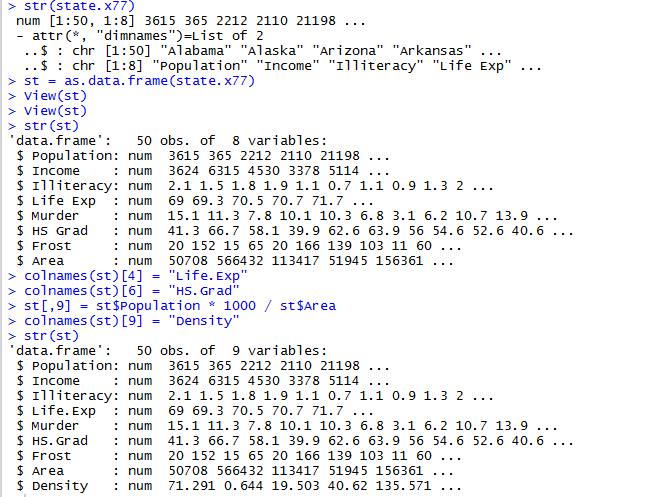 > str(state.x77)
 num [1:50, 1:8] 3615 365 2212 2110 21198 ...
 - attr(*, "dimnames")=List of 2
  ..$ : chr [1:50] "Alabama" "Alaska" "Arizona" "Arkansas" ...
  ..$ : chr [1:8] "Population" "Income" "Illiteracy" "Life Exp" ...
> st = as.data.frame(state.x77)
> View(st)
> View(st)
> str(st)
'data.frame':   50 obs. of  8 variables:
 $ Population: num  3615 365 2212 2110 21198 ...
 $ Income    : num  3624 6315 4530 3378 5114 ...
 $ Illiteracy: num  2.1 1.5 1.8 1.9 1.1 0.7 1.1 0.9 1.3 2 ...
 $ Life Exp  : num  69 69.3 70.5 70.7 71.7 ...
 $ Murder    : num  15.1 11.3 7.8 10.1 10.3 6.8 3.1 6.2 10.7 13.9 ...
 $ HS Grad   : num  41.3 66.7 58.1 39.9 62.6 63.9 56 54.6 52.6 40.6 ...
 $ Frost     : num  20 152 15 65 20 166 139 103 11 60 ...
 $ Area      : num  50708 566432 113417 51945 156361 ...
> colnames(st)[4] = "Life.Exp"
> colnames(st)[6] = "HS.Grad"
> st[,9] = st$Population * 1000 / st$Area
> colnames(st)[9] = "Density"
> str(st)
'data.frame':   50 obs. of  9 variables:
 $ Population: num  3615 365 2212 2110 21198 ...
 $ Income    : num  3624 6315 4530 3378 5114 ...
 $ Illiteracy: num  2.1 1.5 1.8 1.9 1.1 0.7 1.1 0.9 1.3 2 ...
 $ Life.Exp  : num  69 69.3 70.5 70.7 71.7 ...
 $ Murder    : num  15.1 11.3 7.8 10.1 10.3 6.8 3.1 6.2 10.7 13.9 ...
 $ HS.Grad   : num  41.3 66.7 58.1 39.9 62.6 63.9 56 54.6 52.6 40.6 ...
 $ Frost     : num  20 152 15 65 20 166 139 103 11 60 ...
 $ Area      : num  50708 566432 113417 51945 156361 ...
 $ Density   : num  71.291 0.644 19.503 40.62 135.571 ...